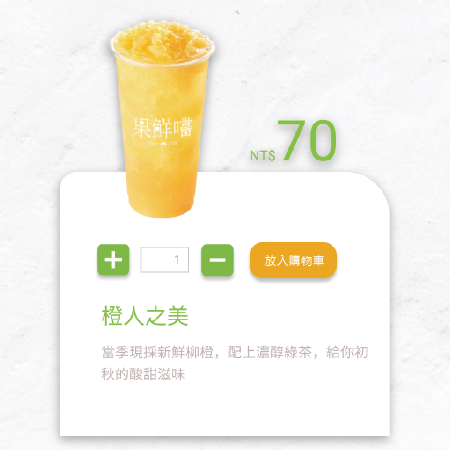 果鮮嚐
NT$ 70
1
放入購物車
橙人之美
當季現採新鮮柳橙，配上濃醇綠茶，給你初
秋的酸甜滋味